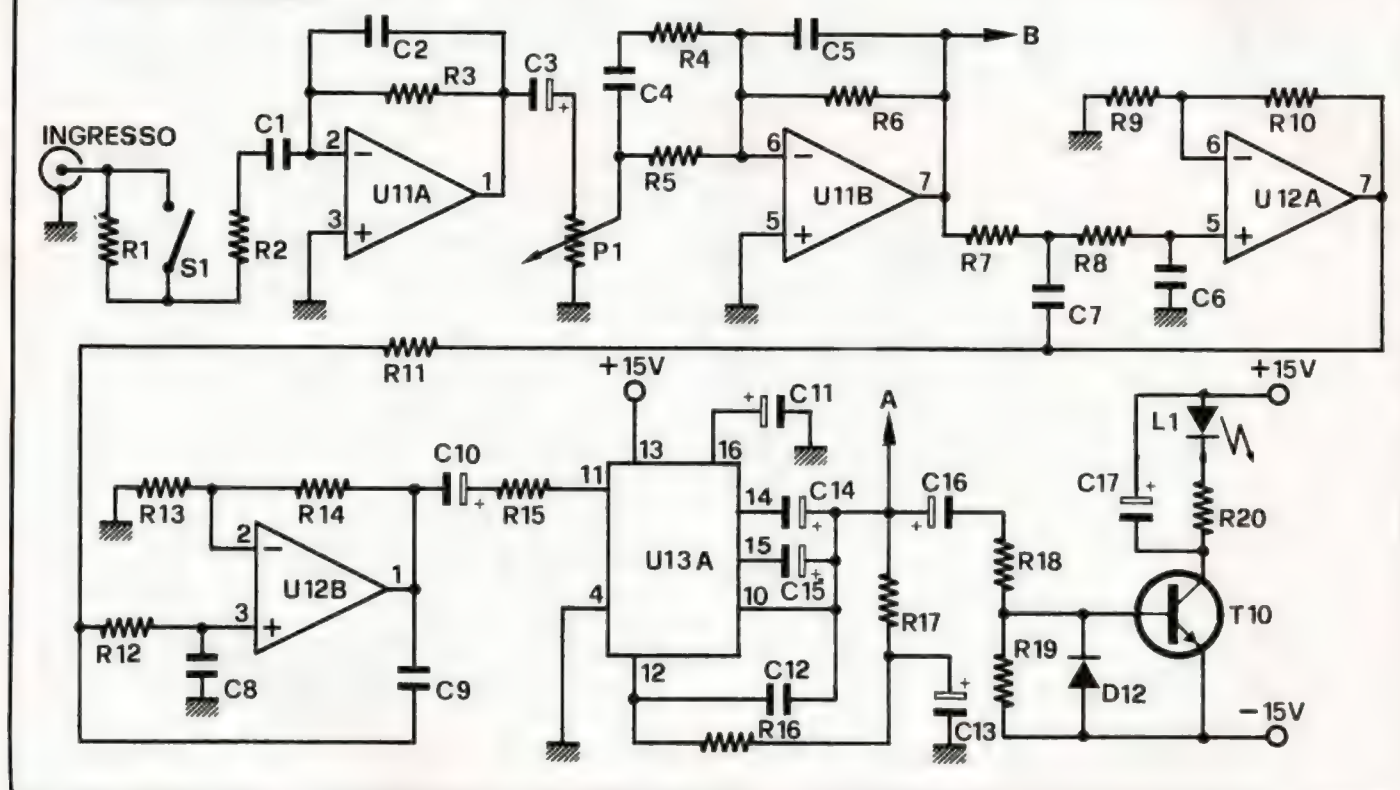 C2
R3
C3
+
INGRESSO
C1
2
−
U11A
1
3
+
R1
S1
R2
P1
R4
C4
R5
C5
B
R6
6
−
U11B
7
5
+
R7
R8
C7
C6
R9
R10
6
−
U12A
7
5
+
R11
+15V
C11
+
A
+15V
L1
C10
+
R15
11
13
16
14
C14
+
15
C15
+
10
U13A
4
12
C16
+
C17
+
R20
R13
R14
2
−
U12B
1
3
+
R12
C8
C9
R17
R18
T10
R19
D12
C12
R16
+
C13
−15V